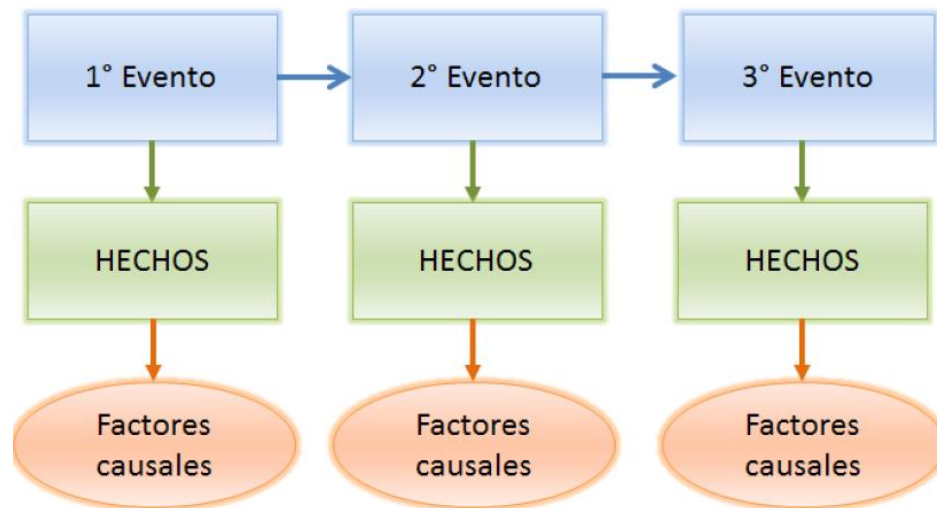 1° Evento
2° Evento
3° Evento
HECHOS
HECHOS
HECHOS
Factores
causales
Factores
causales
Factores
causales